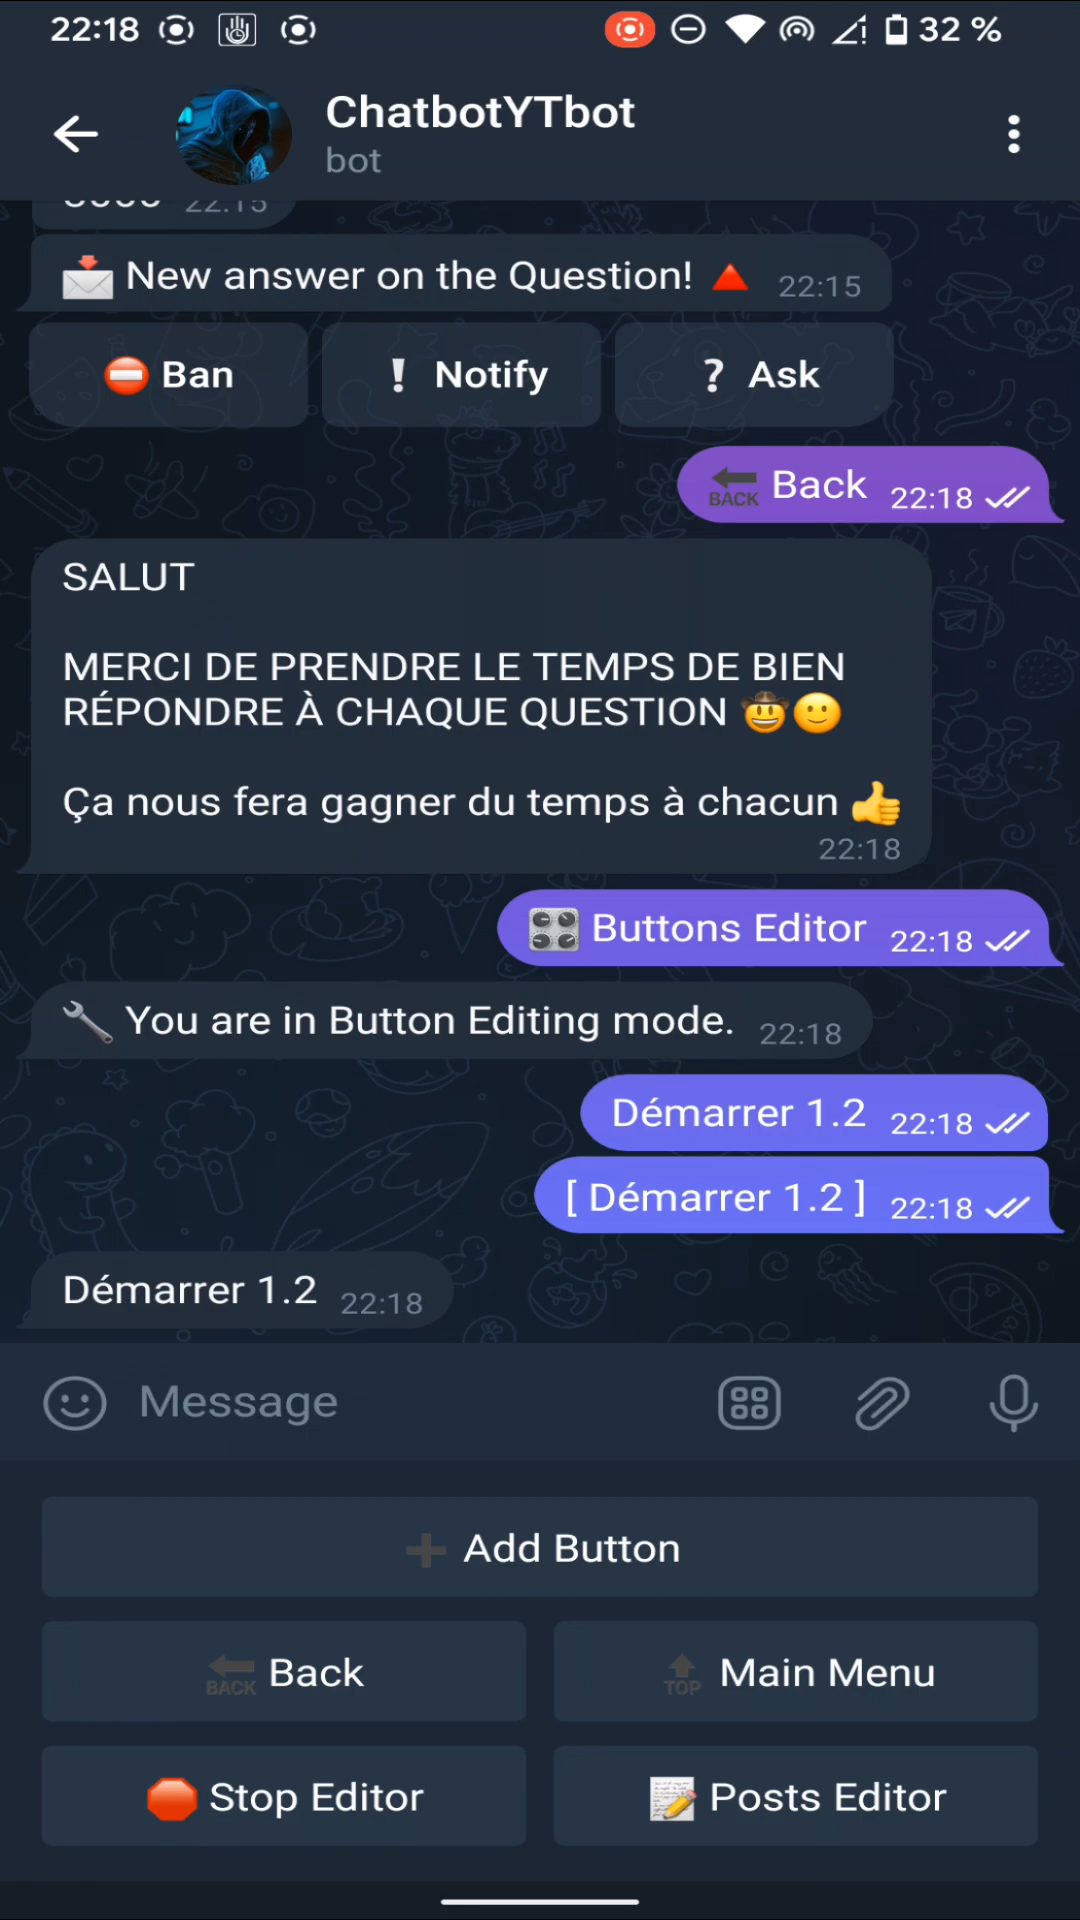 22:18 32 %
ChatbotYTbot
bot
22:15
📩 New answer on the Question! 🔺 22:15
⛔ Ban ❕ Notify ❔ Ask
🔙 Back 22:18
SALUT
MERCI DE PRENDRE LE TEMPS DE BIEN
RÉPONDRE À CHAQUE QUESTION 🤠🙂
Ça nous fera gagner du temps à chacun 👍
22:18
🎛 Buttons Editor 22:18
🔧 You are in Button Editing mode. 22:18
Démarrer 1.2 22:18
[ Démarrer 1.2 ] 22:18
Démarrer 1.2 22:18
Message
➕ Add Button
🔙 Back 🔝 Main Menu
🛑 Stop Editor 📝 Posts Editor